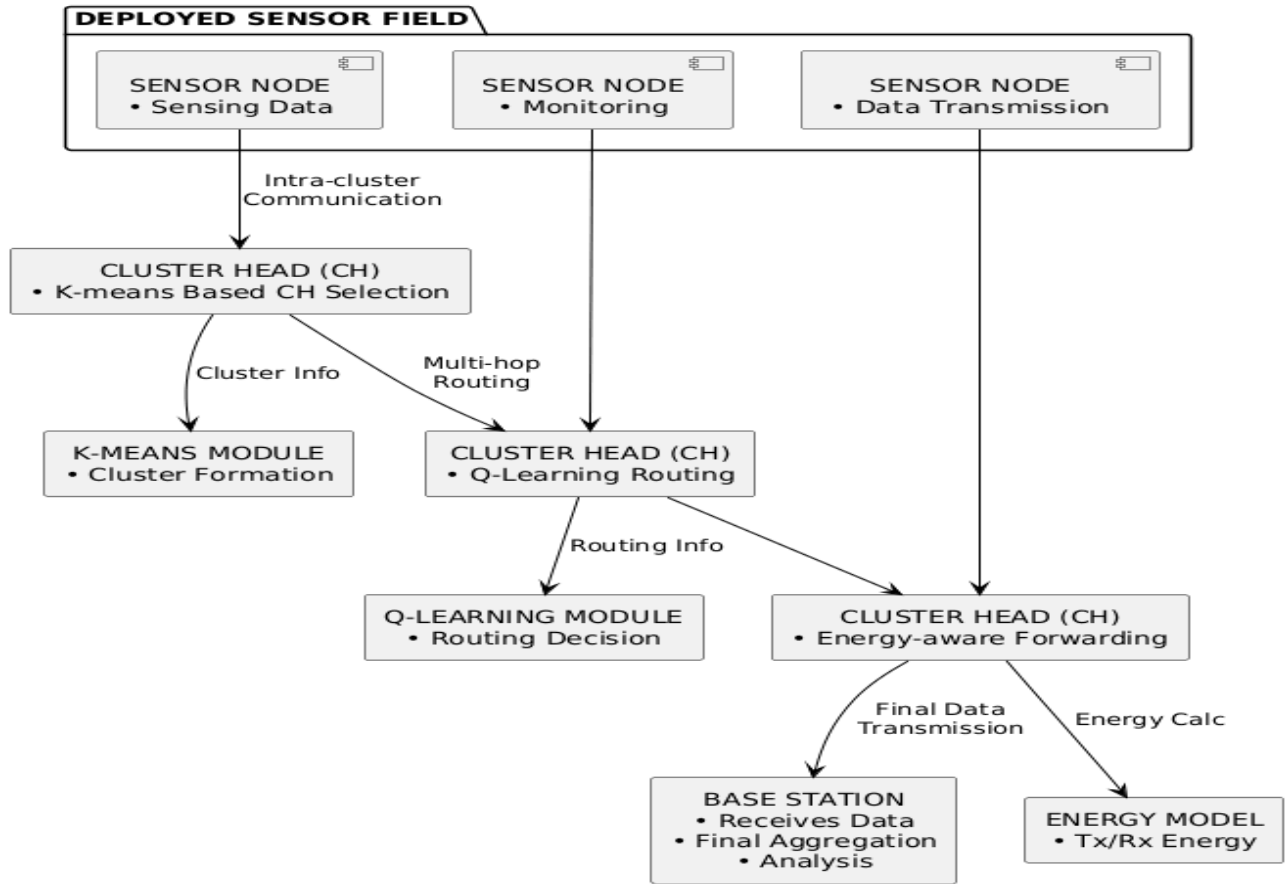 DEPLOYED SENSOR FIELD
SENSOR NODE
• Sensing Data
SENSOR NODE
• Monitoring
SENSOR NODE
• Data Transmission
Intra-cluster
Communication
CLUSTER HEAD (CH)
• K-means Based CH Selection
Cluster Info
Multi-hop
Routing
K-MEANS MODULE
• Cluster Formation
CLUSTER HEAD (CH)
• Q-Learning Routing
Routing Info
Q-LEARNING MODULE
• Routing Decision
CLUSTER HEAD (CH)
• Energy-aware Forwarding
Final Data
Transmission
Energy Calc
BASE STATION
• Receives Data
• Final Aggregation
• Analysis
ENERGY MODEL
• Tx/Rx Energy